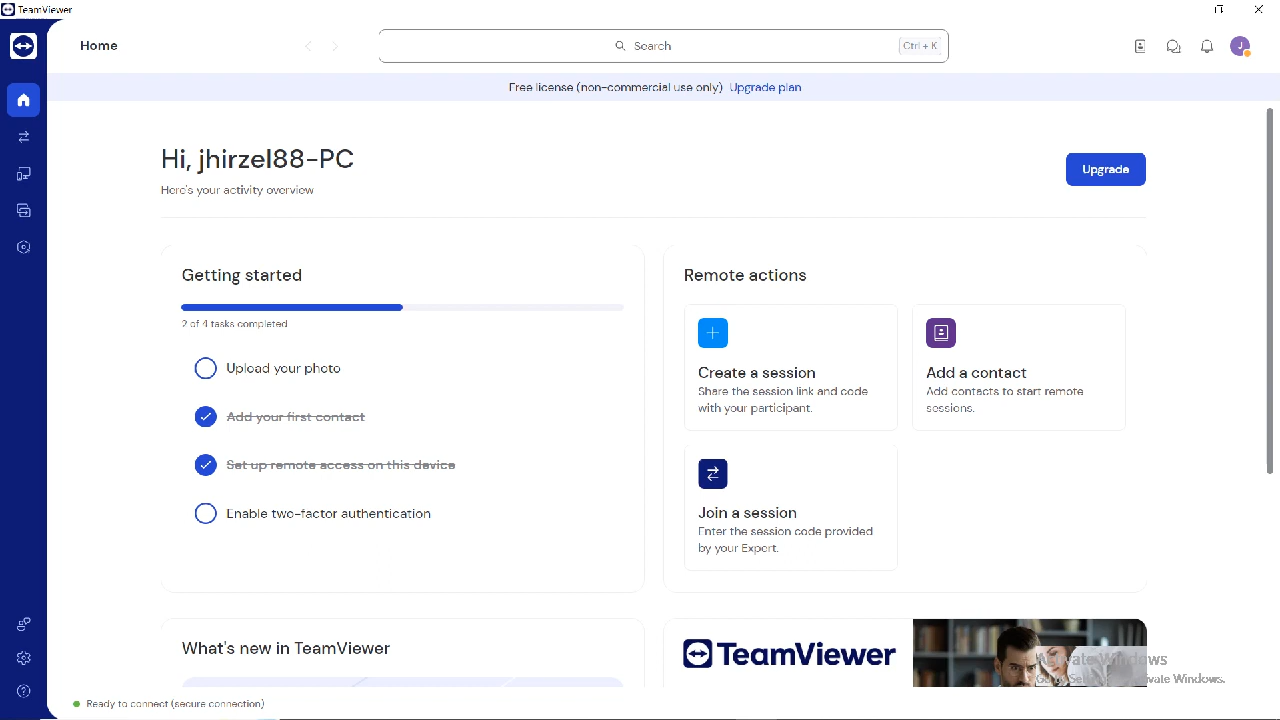 TeamViewer
Home
Search
Ctrl + K
J
Free license (non-commercial use only) Upgrade plan
Hi, jhirzel88-PC
Here's your activity overview
Upgrade
Getting started
2 of 4 tasks completed
Upload your photo
Add your first contact
Set up remote access on this device
Enable two-factor authentication
Remote actions
Create a session
Share the session link and code
with your participant.
Add a contact
Add contacts to start remote
sessions.
Join a session
Enter the session code provided
by your Expert.
What's new in TeamViewer
TeamViewer
Windows.
Ready to connect (secure connection)